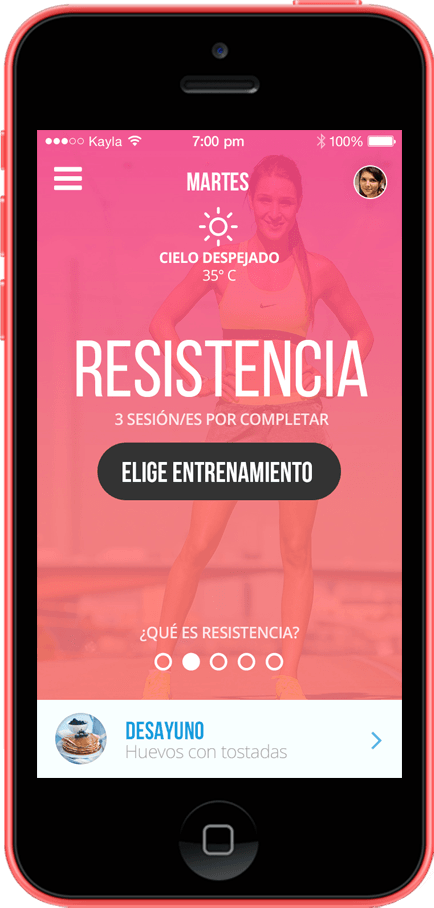 Kayla 7:00 pm 100%
MARTES
CIELO DESPEJADO
35° C
RESISTENCIA
3 SESIÓN/ES POR COMPLETAR
ELIGE ENTRENAMIENTO
¿QUÉ ES RESISTENCIA?
DESAYUNO
Huevos con tostadas